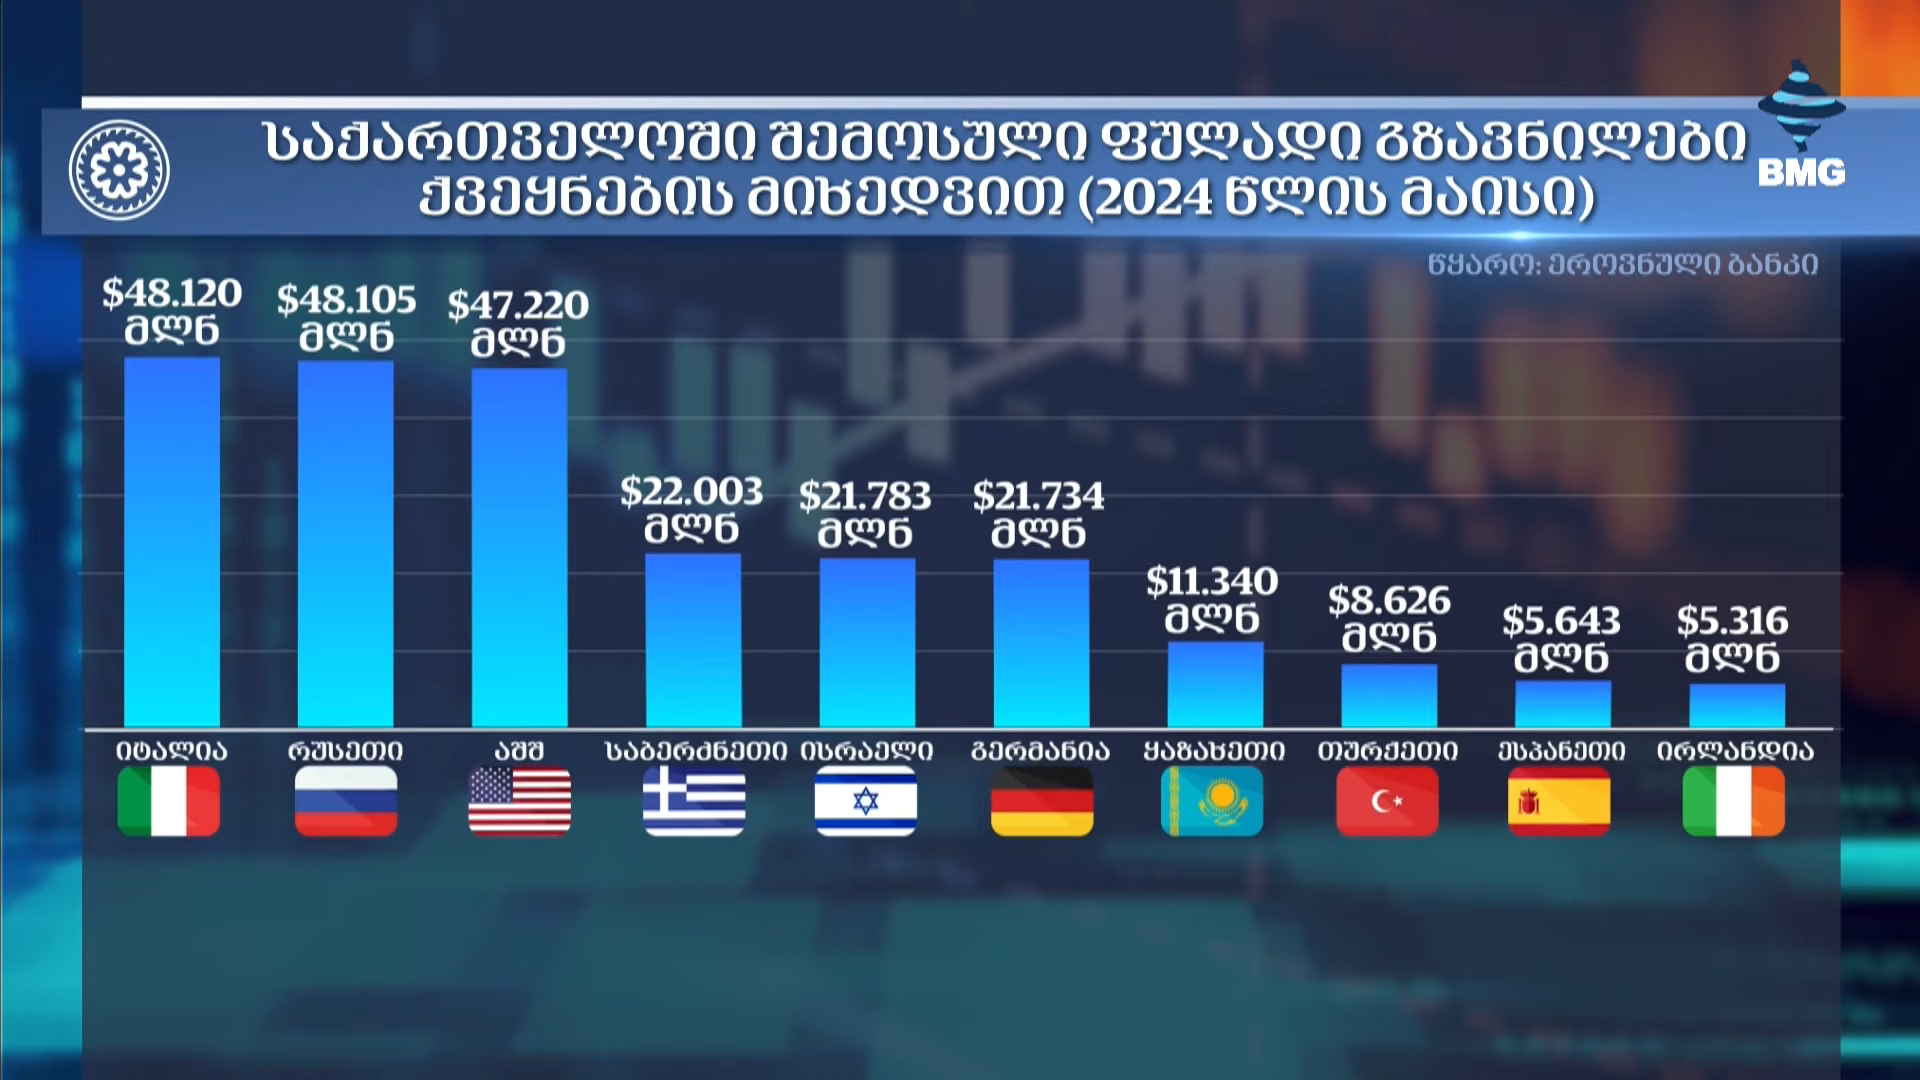 საქართველოში შემოსული ფულადი გზავნილები
ქვეყნების მიხედვით (2024 წლის მაისი)
BMG
წყარო: ეროვნული ბანკი
$48.120
მლნ
$48.105
მლნ
$47.220
მლნ
$22.003
მლნ
$21.783
მლნ
$21.734
მლნ
$11.340
მლნ
$8.626
მლნ
$5.643
მლნ
$5.316
მლნ
იტალია
რუსეთი
აშშ
საბერძნეთი
ისრაელი
გერმანია
ყაზახეთი
თურქეთი
ესპანეთი
ირლანდია